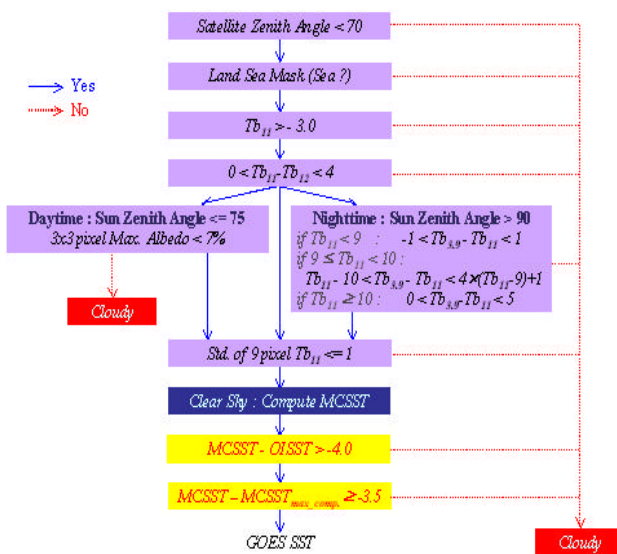 Satellite Zenith Angle < 70
Land Sea Mask (Sea ?)
Yes
No
Tb11 >- 3.0
0 < Tb11-Tb12 < 4
Daytime : Sun Zenith Angle <= 75
3x3 pixel Max. Albedo < 7%
Nighttime : Sun Zenith Angle > 90
if Tb11 < 9 : -1 < Tb3.9- Tb11 < 1
if 9 ≤ Tb11 < 10 :
Tb11 - 10 < Tb3.9 - Tb11 < 4×(Tb11-9)+1
if Tb11 ≥ 10 : 0 < Tb3.9-Tb11 < 5
Cloudy
Std. of 9 pixel Tb11 <= 1
Clear Sky : Compute MCSST
MCSST - OISST >-4.0
MCSST – MCSSTmax_comp. ≥ -3.5
GOES SST
Cloudy